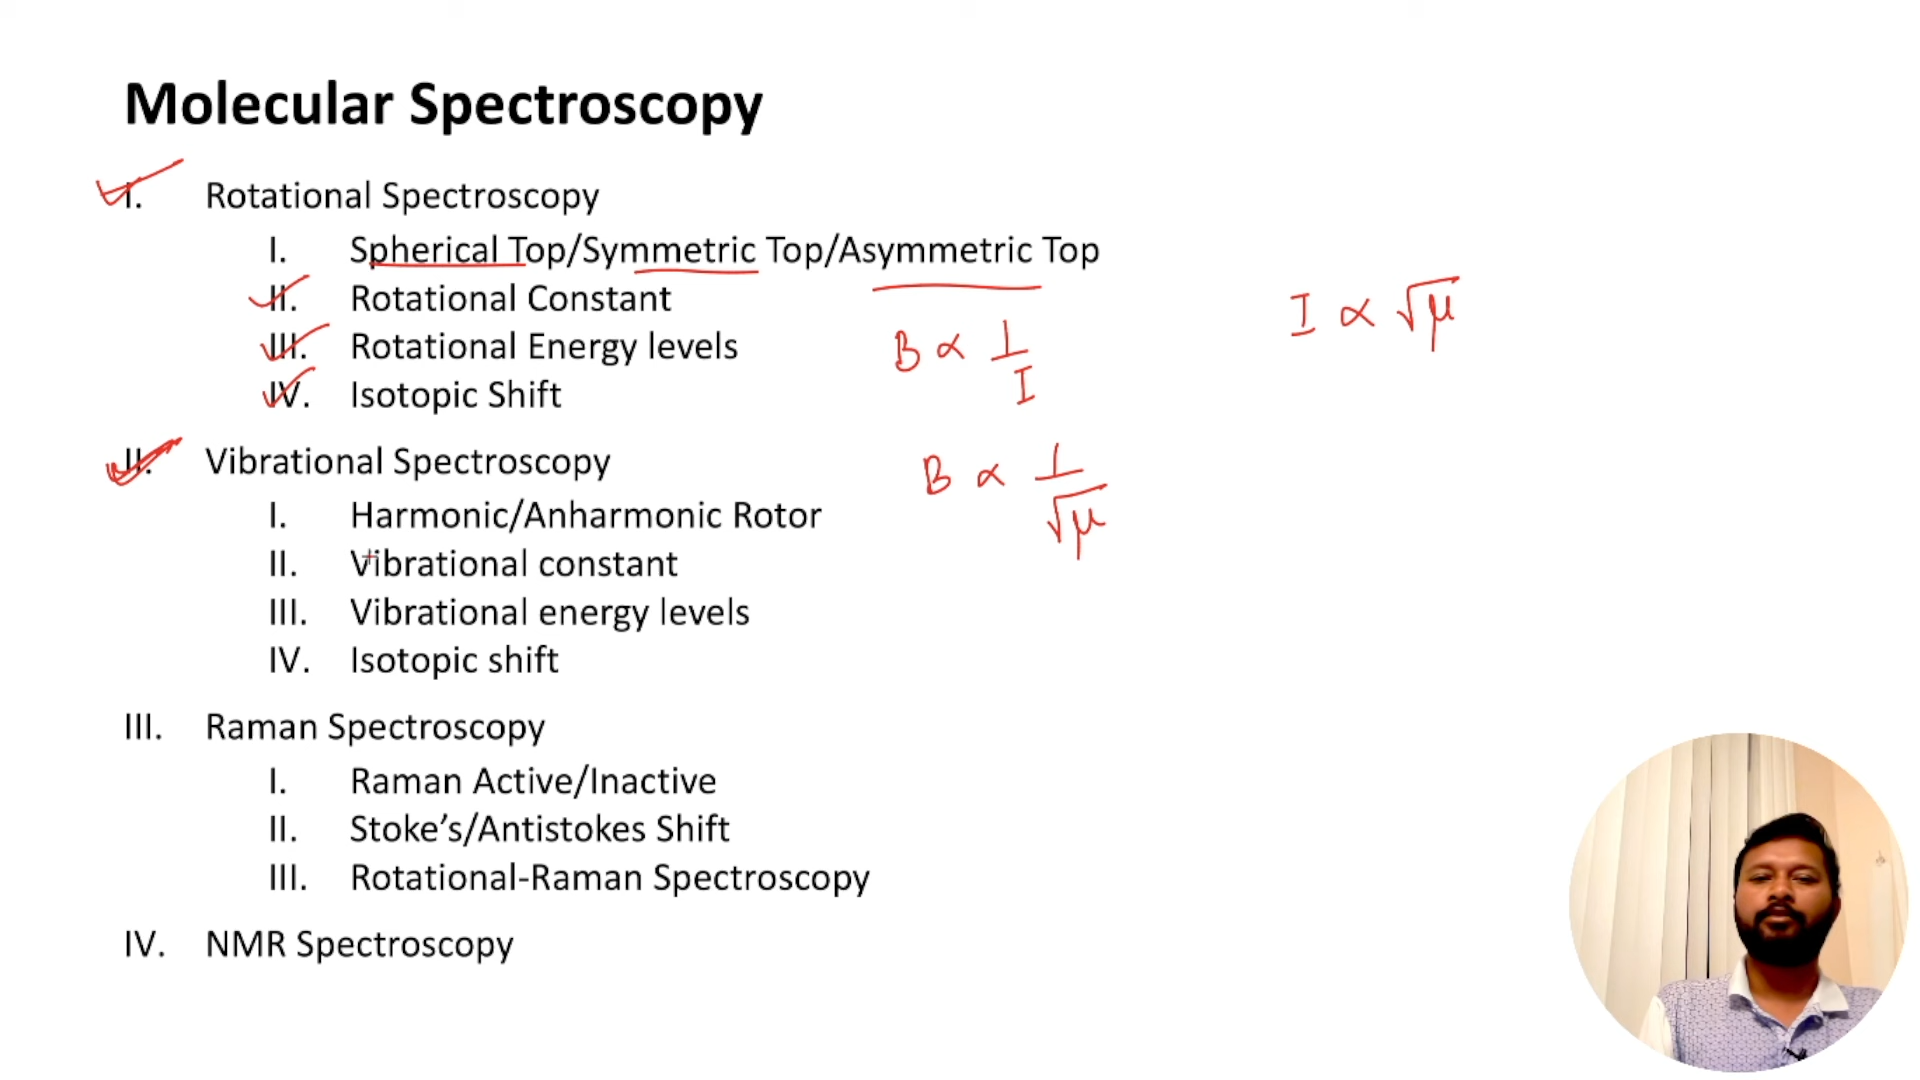 Molecular Spectroscopy
I. Rotational Spectroscopy
I. Spherical Top/Symmetric Top/Asymmetric Top
II. Rotational Constant
III. Rotational Energy levels
IV. Isotopic Shift
B ∝ 1/I
I ∝ √μ
II. Vibrational Spectroscopy
B ∝ 1/√μ
I. Harmonic/Anharmonic Rotor
II. Vibrational constant
III. Vibrational energy levels
IV. Isotopic shift
III. Raman Spectroscopy
I. Raman Active/Inactive
II. Stoke’s/Antistokes Shift
III. Rotational-Raman Spectroscopy
IV. NMR Spectroscopy